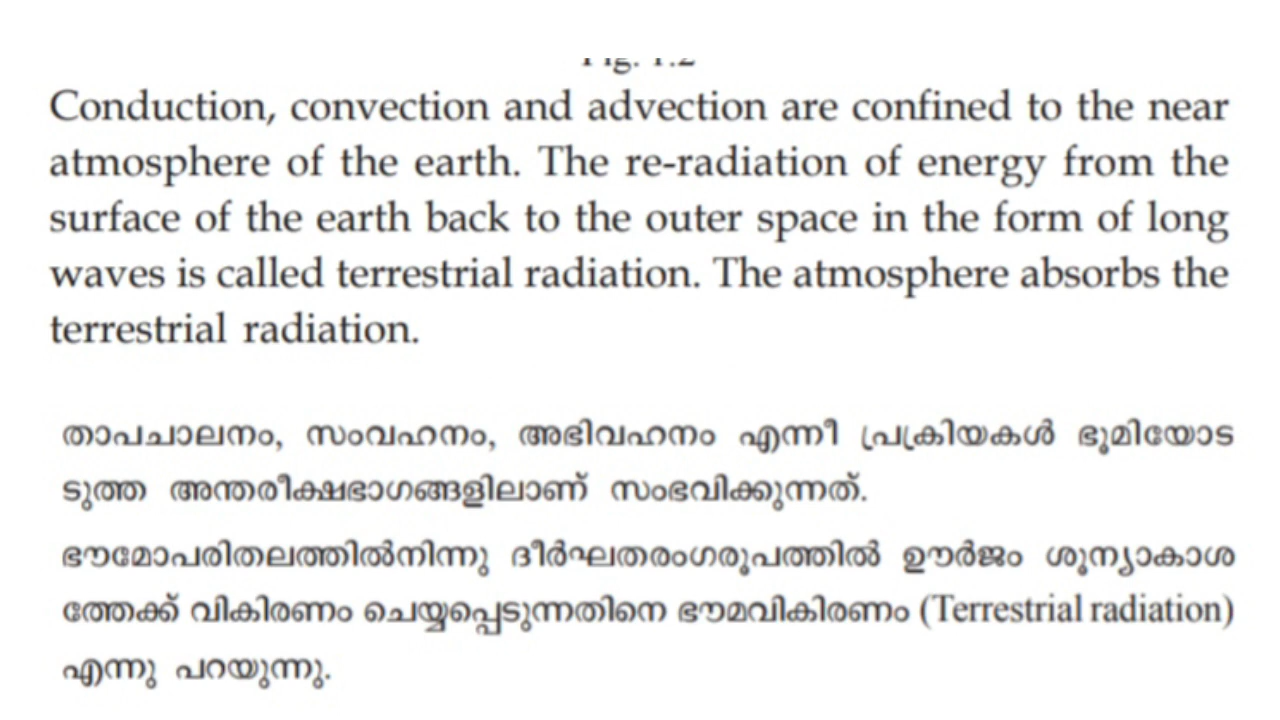 Fig. 1.2
Conduction, convection and advection are confined to the near
atmosphere of the earth. The re-radiation of energy from the
surface of the earth back to the outer space in the form of long
waves is called terrestrial radiation. The atmosphere absorbs the
terrestrial radiation.
താപചാലനം, സംവഹനം, അഭിവഹനം എന്നീ പ്രക്രിയകൾ ഭൂമിയോട
ടുത്ത അന്തരീക്ഷഭാഗങ്ങളിലാണ് സംഭവിക്കുന്നത്.
ഭൗമോപരിതലത്തിൽനിന്നു ദീർഘതരംഗരൂപത്തിൽ ഊർജം ശൂന്യാകാശ
ത്തേക്ക് വികിരണം ചെയ്യപ്പെടുന്നതിനെ ഭൗമവികിരണം (Terrestrial radiation)
എന്നു പറയുന്നു.